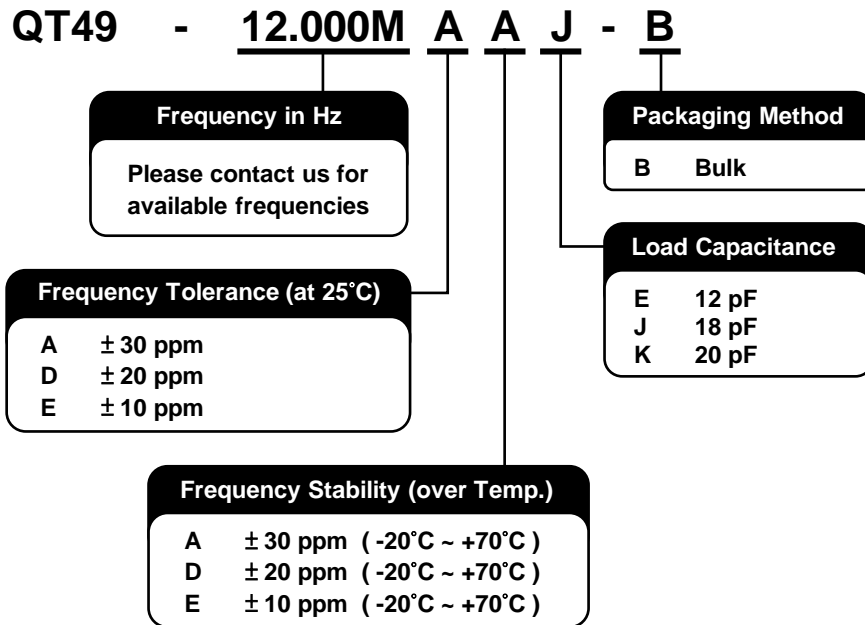 QT49 - 12.000M A A J - B
Frequency in Hz
Please contact us for
available frequencies
Packaging Method
B Bulk
Load Capacitance
E 12 pF
J 18 pF
K 20 pF
Frequency Tolerance (at 25˚C)
A ± 30 ppm
D ± 20 ppm
E ± 10 ppm
Frequency Stability (over Temp.)
A ± 30 ppm ( -20˚C ~ +70˚C )
D ± 20 ppm ( -20˚C ~ +70˚C )
E ± 10 ppm ( -20˚C ~ +70˚C )